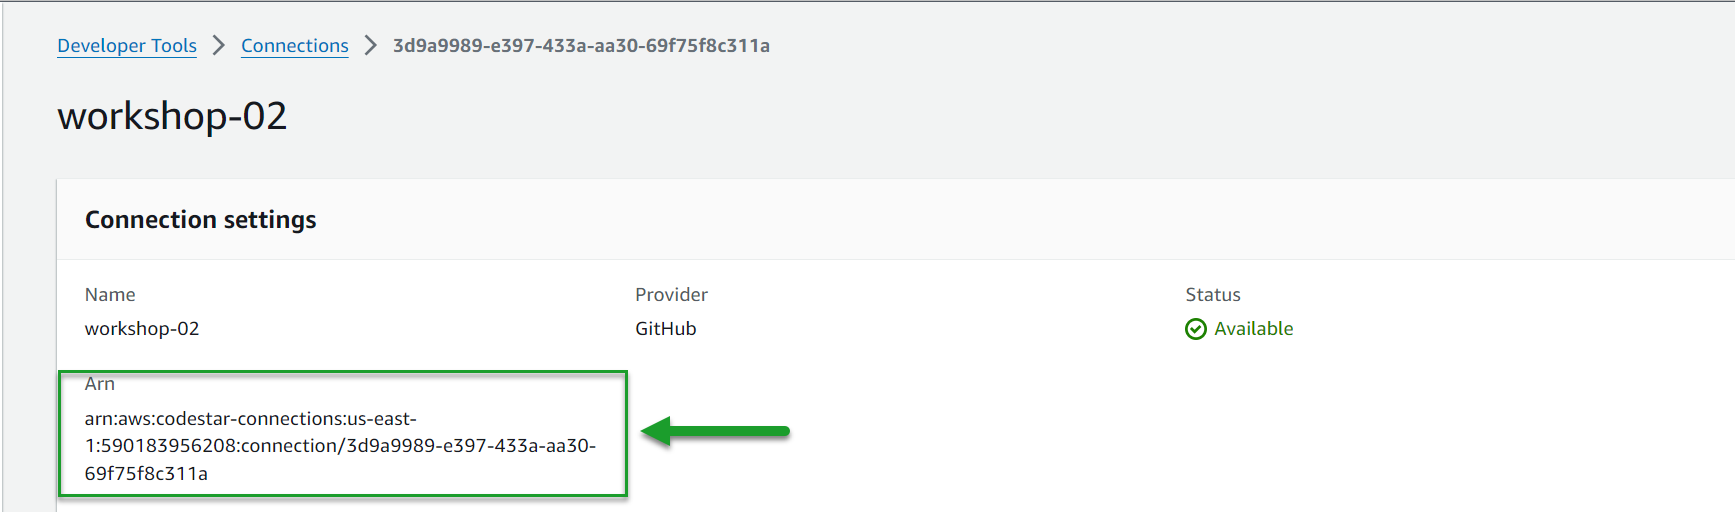 Developer Tools > Connections > 3d9a9989-e397-433a-aa30-69f75f8c311a
workshop-02
Connection settings
Name
Provider
Status
workshop-02
GitHub
Available
Arn
arn:aws:codestar-connections:us-east-
1:590183956208:connection/3d9a9989-e397-433a-aa30-
69f75f8c311a